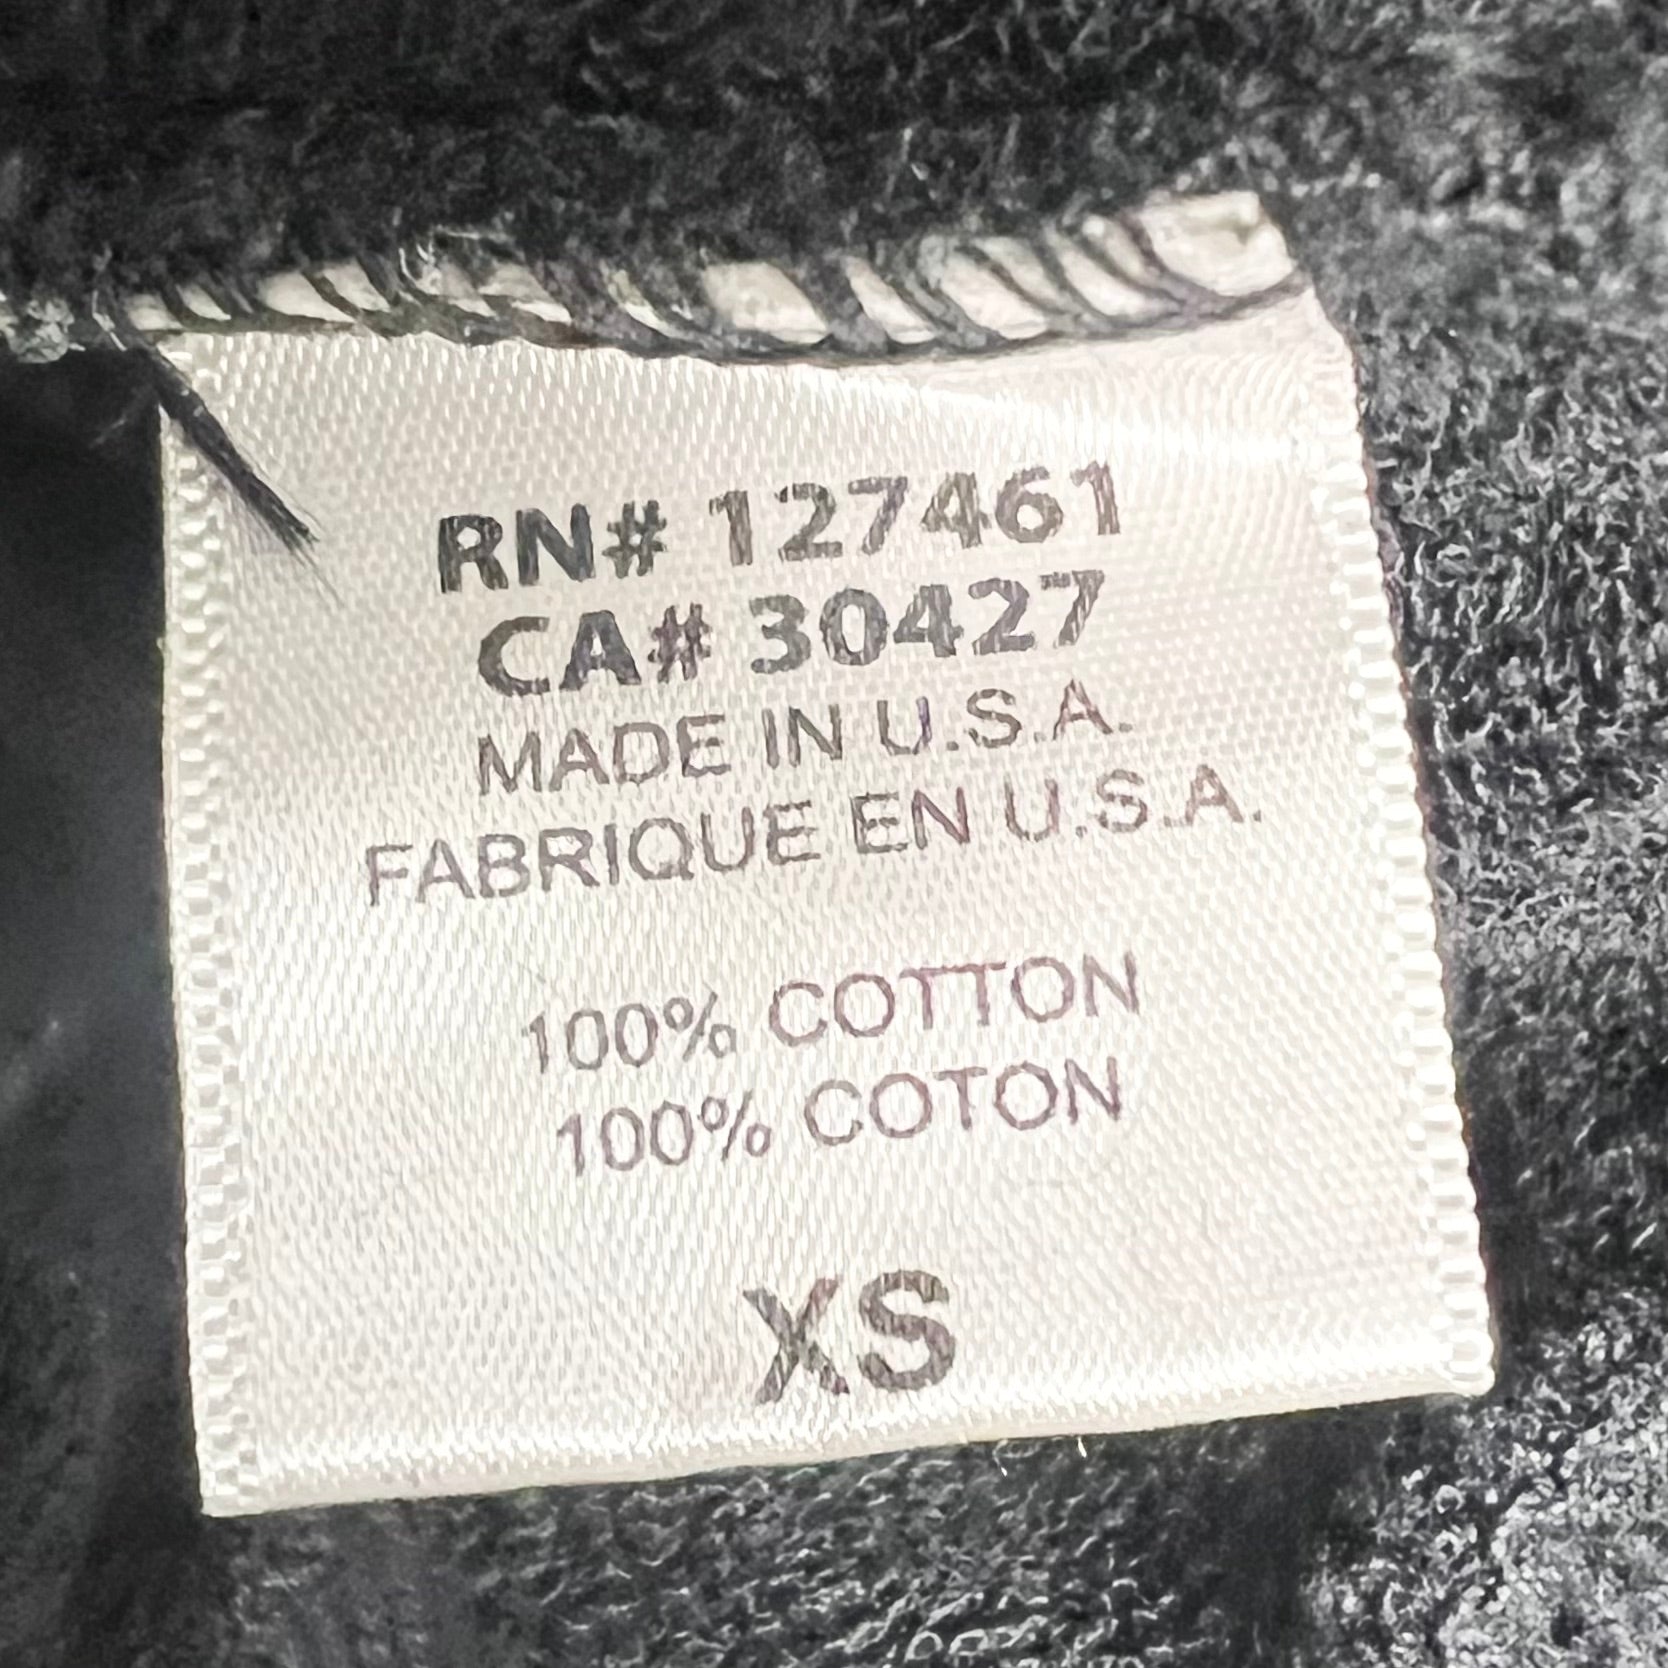 RN# 127461
CA# 30427
MADE IN U.S.A.
FABRIQUE EN U.S.A.
100% COTTON
100% COTON
XS